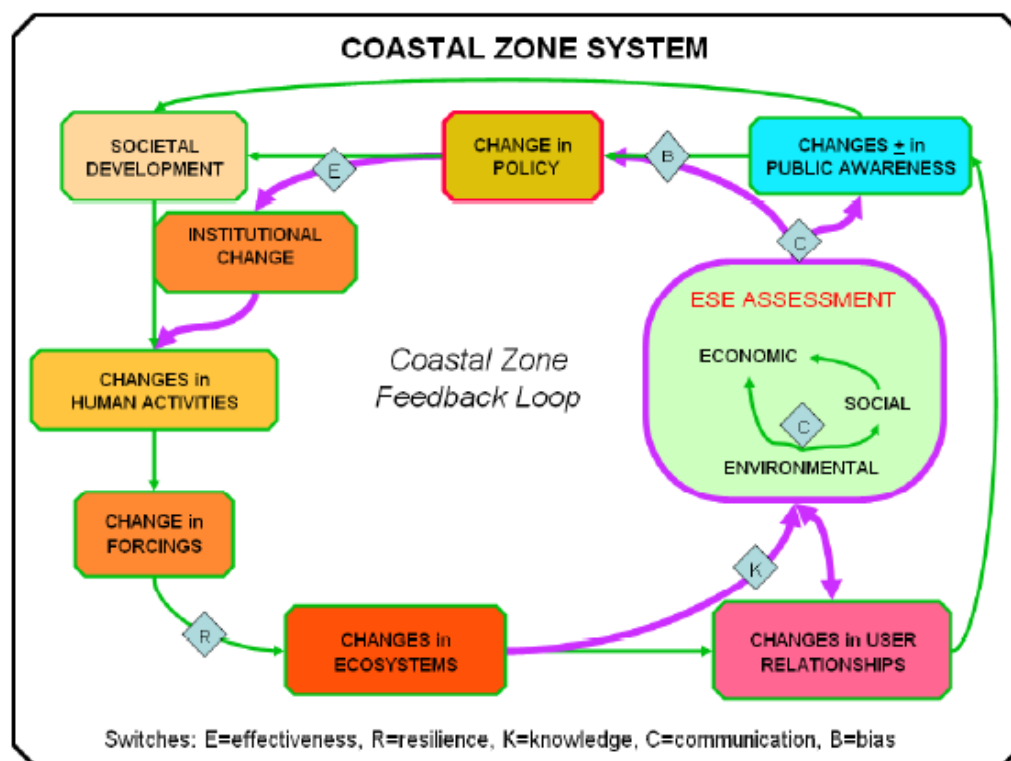 COASTAL ZONE SYSTEM
SOCIETAL
DEVELOPMENT
CHANGE in
POLICY
CHANGES ± in
PUBLIC AWARENESS
E
B
C
INSTITUTIONAL
CHANGE
ESE ASSESSMENT
ECONOMIC
SOCIAL
C
ENVIRONMENTAL
Coastal Zone
Feedback Loop
CHANGES in
HUMAN ACTIVITIES
CHANGE in
FORCINGS
R
K
CHANGES in
ECOSYSTEMS
CHANGES in USER
RELATIONSHIPS
Switches: E=effectiveness, R=resilience, K=knowledge, C=communication, B=bias